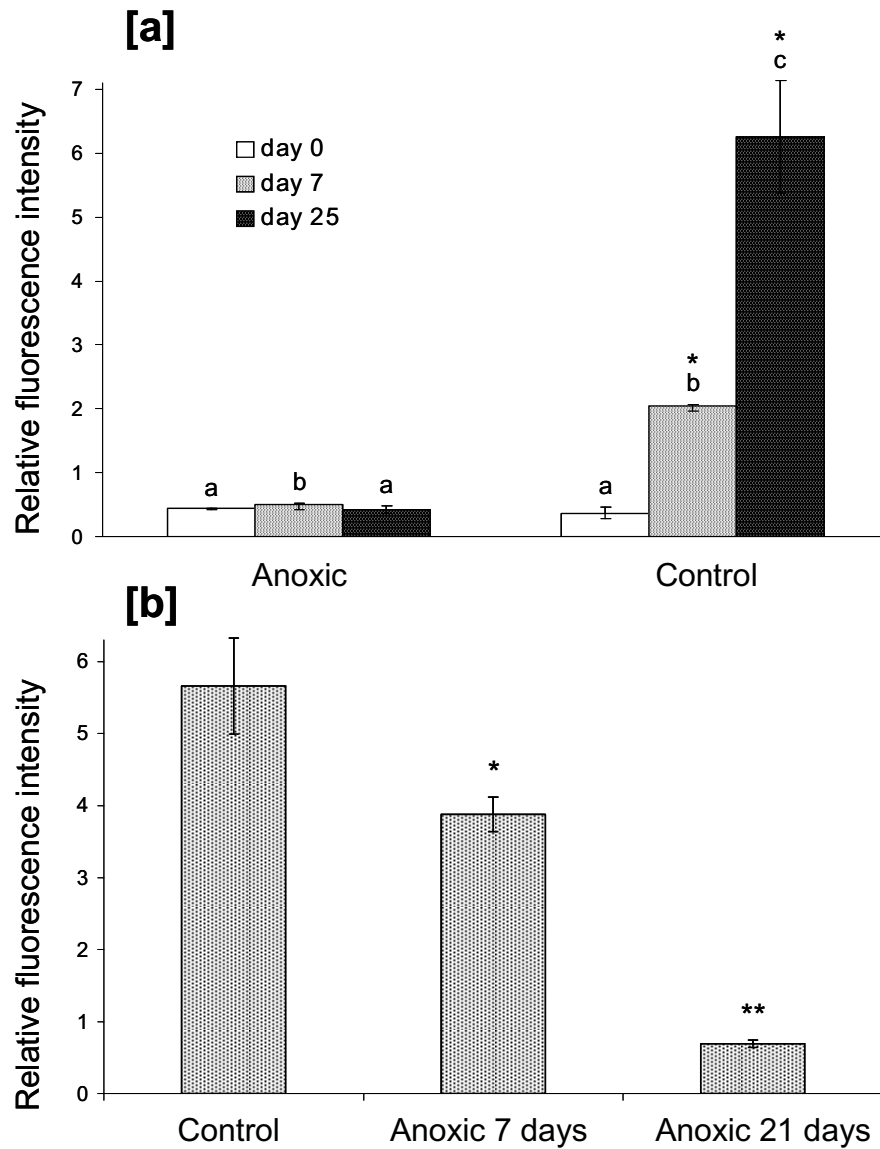 [a]
Relative fluorescence intensity
7
6
5
4
3
2
1
0
day 0
day 7
day 25
a
b
a
a
*
b
*
c
Anoxic
Control
[b]
Relative fluorescence intensity
6
5
4
3
2
1
0
*
**
Control
Anoxic 7 days
Anoxic 21 days